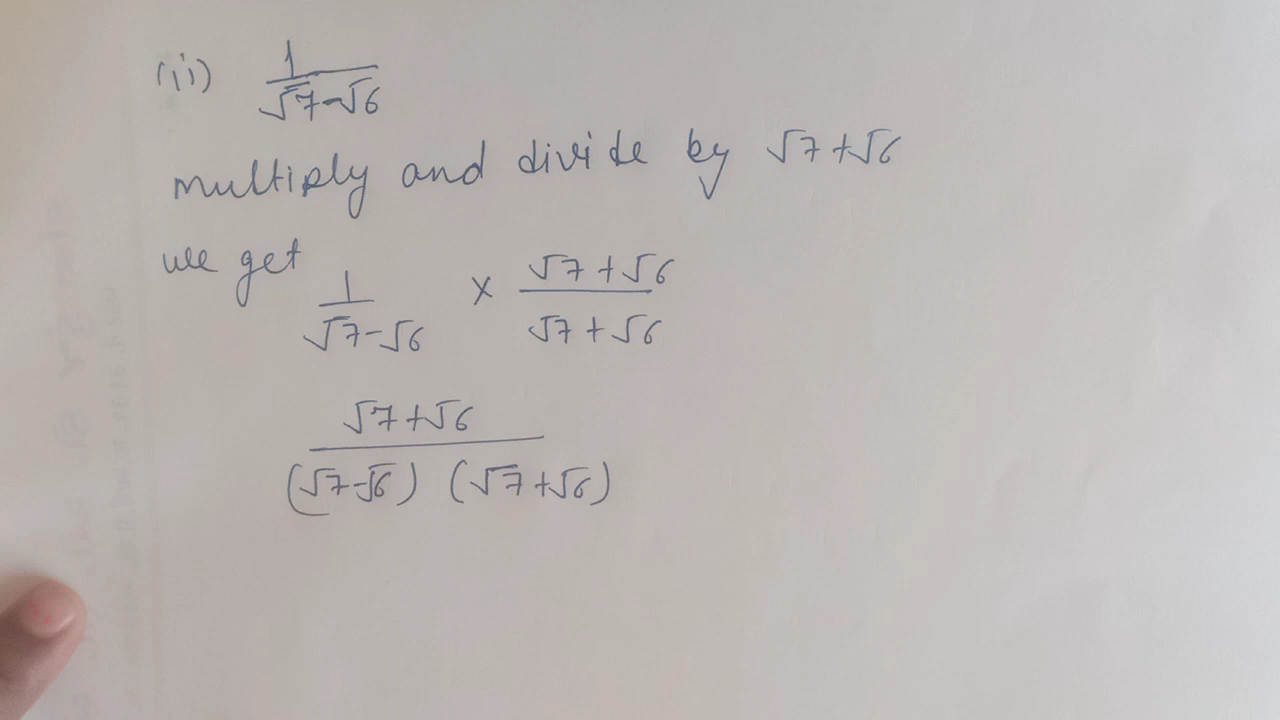 (ii) 1
√7-√6
multiply and divide by √7+√6
we get
1 × √7+√6
√7-√6 √7+√6
√7+√6
(√7-√6) (√7+√6)